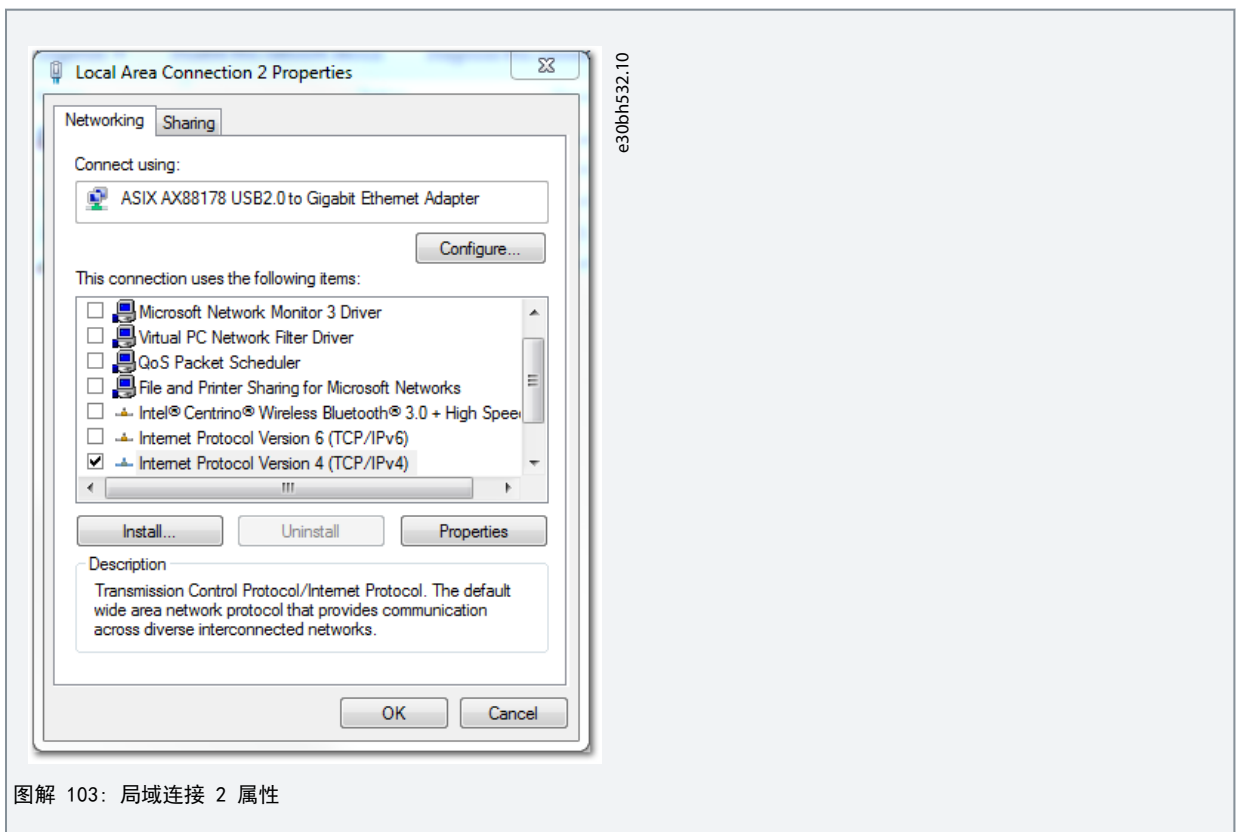 Local Area Connection 2 Properties
Networking
Sharing
Connect using:
ASIX AX88178 USB2.0 to Gigabit Ethernet Adapter
Configure...
This connection uses the following items:
Microsoft Network Monitor 3 Driver
Virtual PC Network Filter Driver
QoS Packet Scheduler
File and Printer Sharing for Microsoft Networks
Intel® Centrino® Wireless Bluetooth® 3.0 + High Spee
Internet Protocol Version 6 (TCP/IPv6)
Internet Protocol Version 4 (TCP/IPv4)
Install...
Uninstall
Properties
Description
Transmission Control Protocol/Internet Protocol. The default
wide area network protocol that provides communication
across diverse interconnected networks.
OK
Cancel
e30bh532.10
图解 103: 局域连接 2 属性